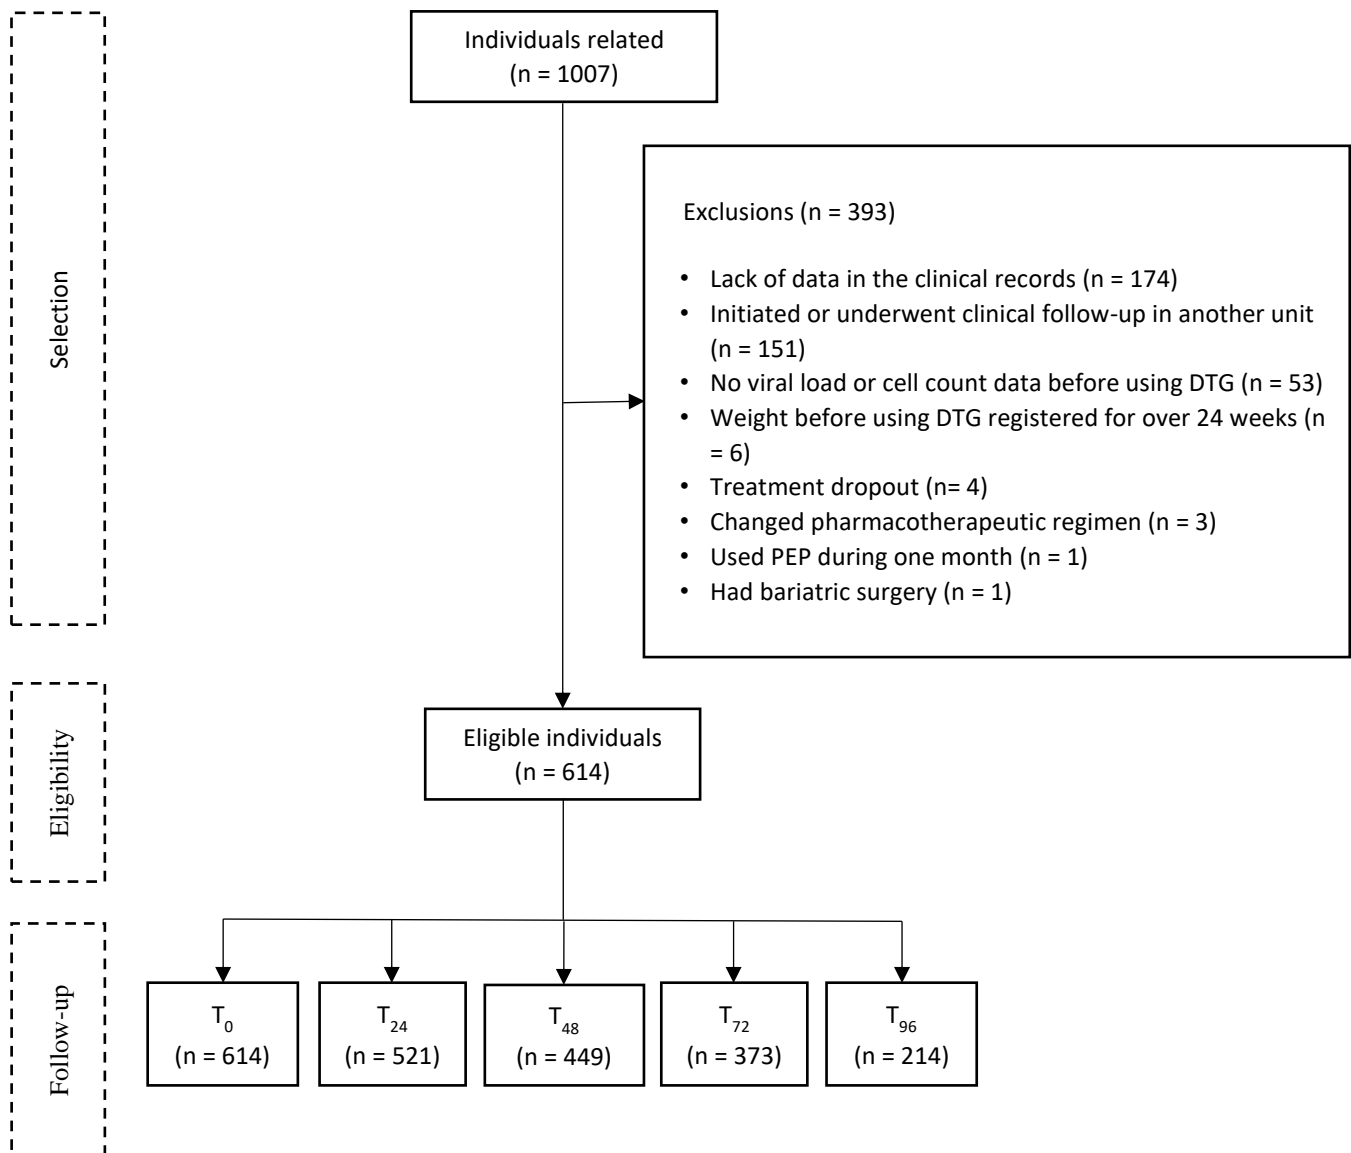 Individuals related
(n = 1007)
Selection
Exclusions (n = 393)
• Lack of data in the clinical records (n = 174)
• Initiated or underwent clinical follow-up in another unit
(n = 151)
• No viral load or cell count data before using DTG (n = 53)
• Weight before using DTG registered for over 24 weeks (n
= 6)
• Treatment dropout (n= 4)
• Changed pharmacotherapeutic regimen (n = 3)
• Used PEP during one month (n = 1)
• Had bariatric surgery (n = 1)
Eligibility
Eligible individuals
(n = 614)
Follow-up
T0
(n = 614)
T24
(n = 521)
T48
(n = 449)
T72
(n = 373)
T96
(n = 214)